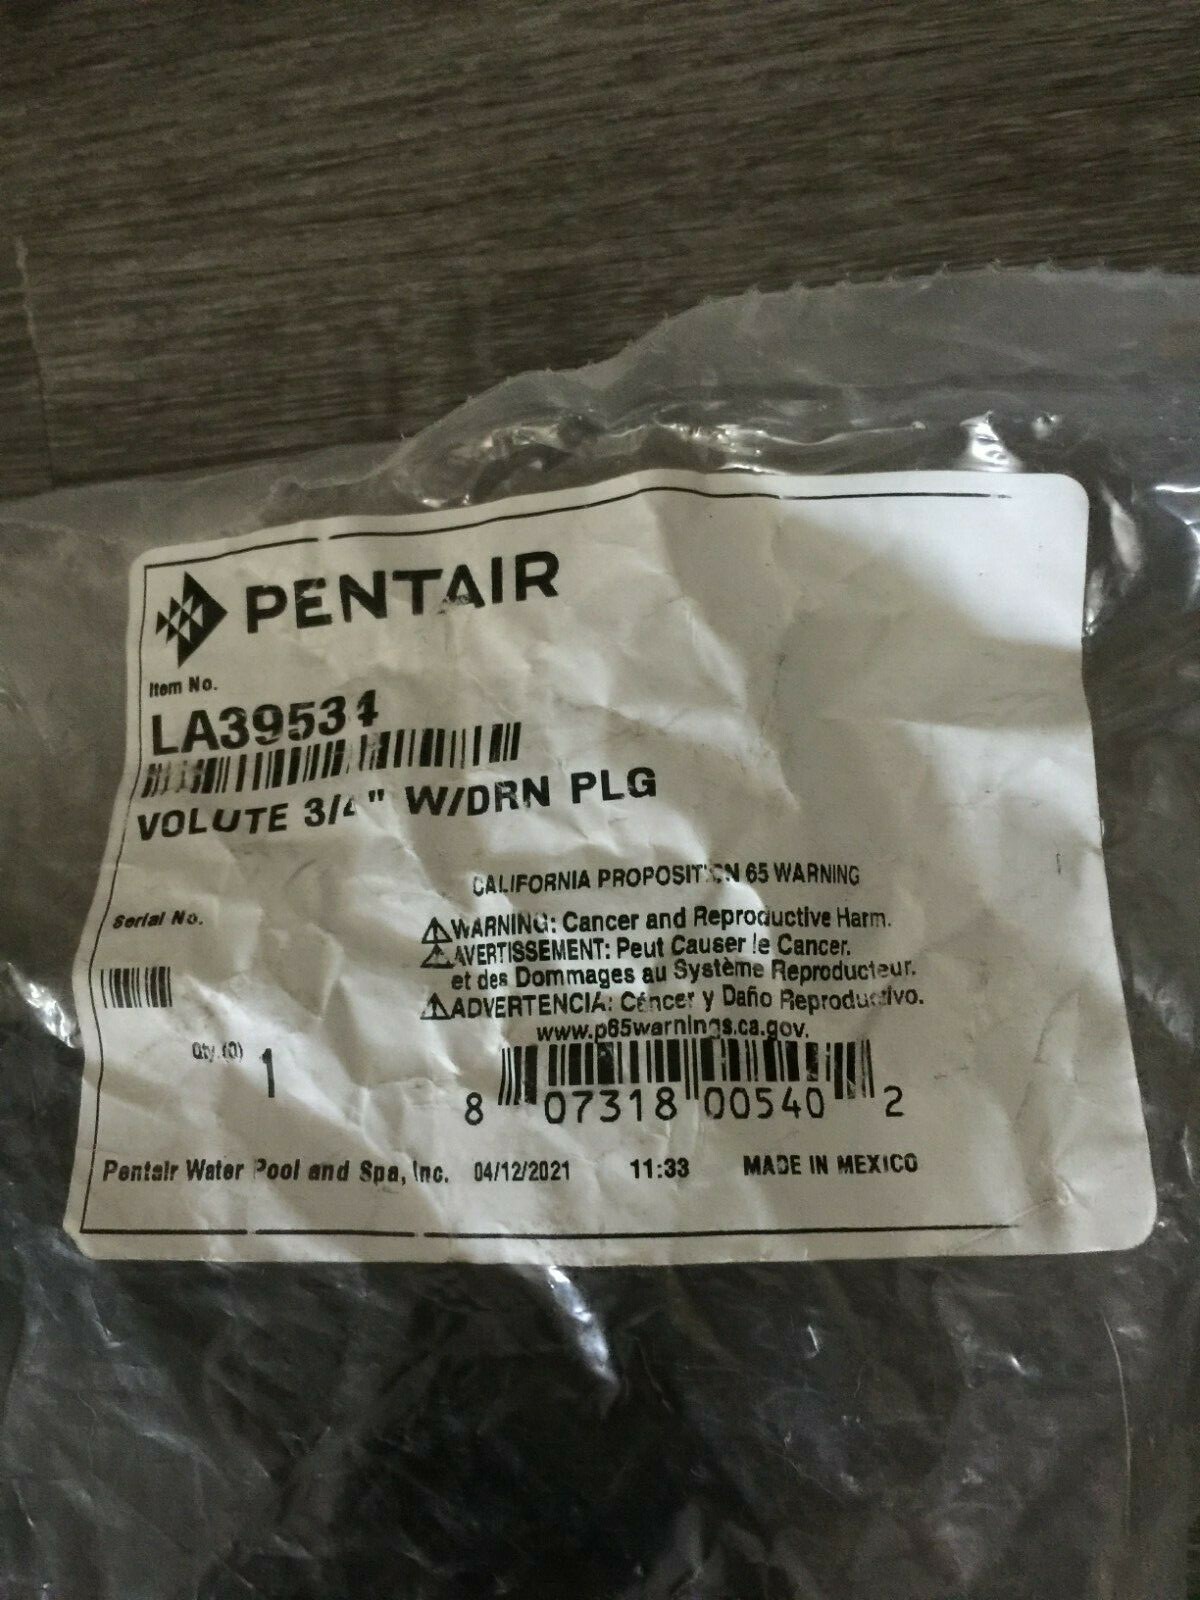 PENTAIR
Item No.
LA39534
VOLUTE 3/4" W/DRN PLG
CALIFORNIA PROPOSITION 65 WARNING
⚠WARNING: Cancer and Reproductive Harm.
⚠AVERTISSEMENT: Peut Causer le Cancer.
et des Dommages au Système Reproducteur.
⚠ADVERTENCIA: Cáncer y Daño Reproductivo.
www.p65warnings.ca.gov.
Serial No.
Qty.(Q) 1
8 07318 00540 2
Pentair Water Pool and Spa, Inc. 04/12/2021 11:33 MADE IN MEXICO